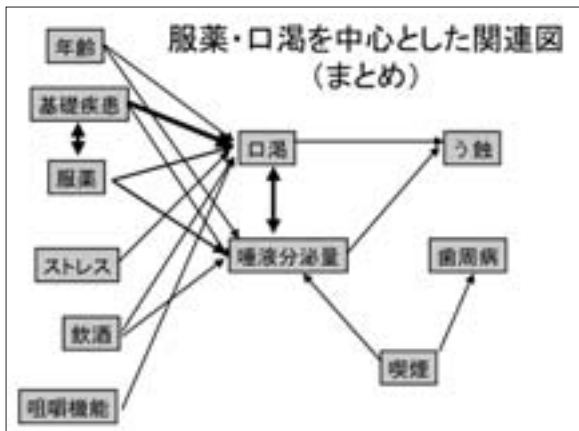 服薬・口渇を中心とした関連図
（まとめ）
年齢
基礎疾患
服薬
ストレス
飲酒
咀嚼機能
口渇
唾液分泌量
う蝕
歯周病
喫煙